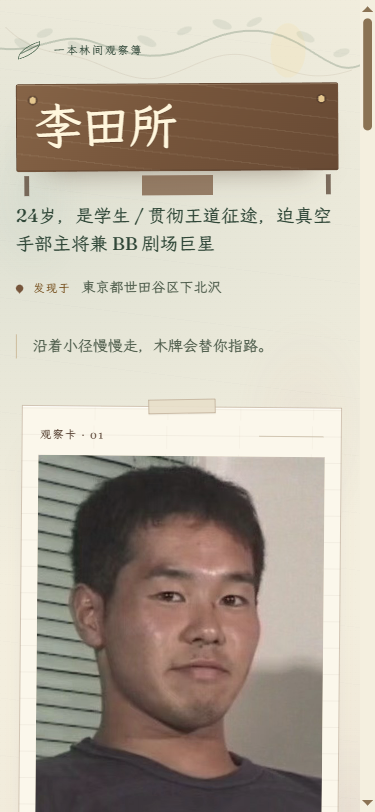 一本林间观察簿
李田所
24岁，是学生 / 贯彻王道征途，迫真空
手部主将兼 BB 剧场巨星
发现于 東京都世田谷区下北沢
沿着小径慢慢走，木牌会替你指路。
观察卡 · 01